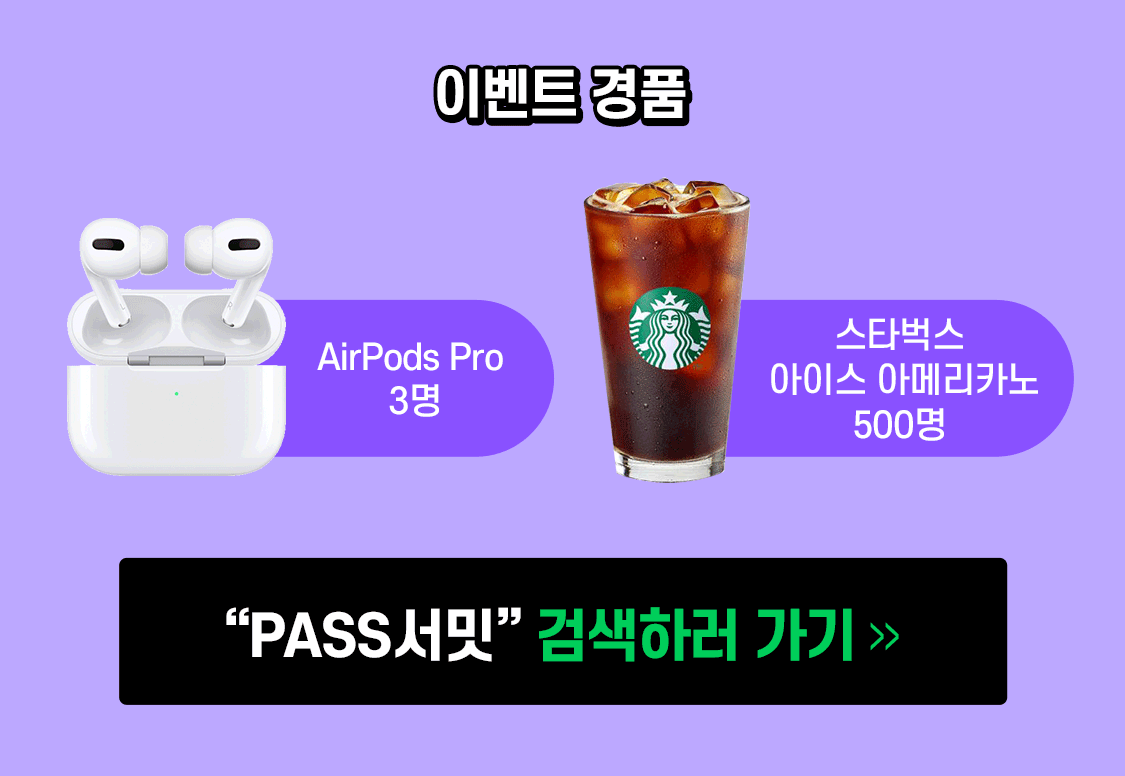 이벤트 경품
AirPods Pro
3명
스타벅스
아이스 아메리카노
500명
“PASS서밋” 검색하러 가기 »